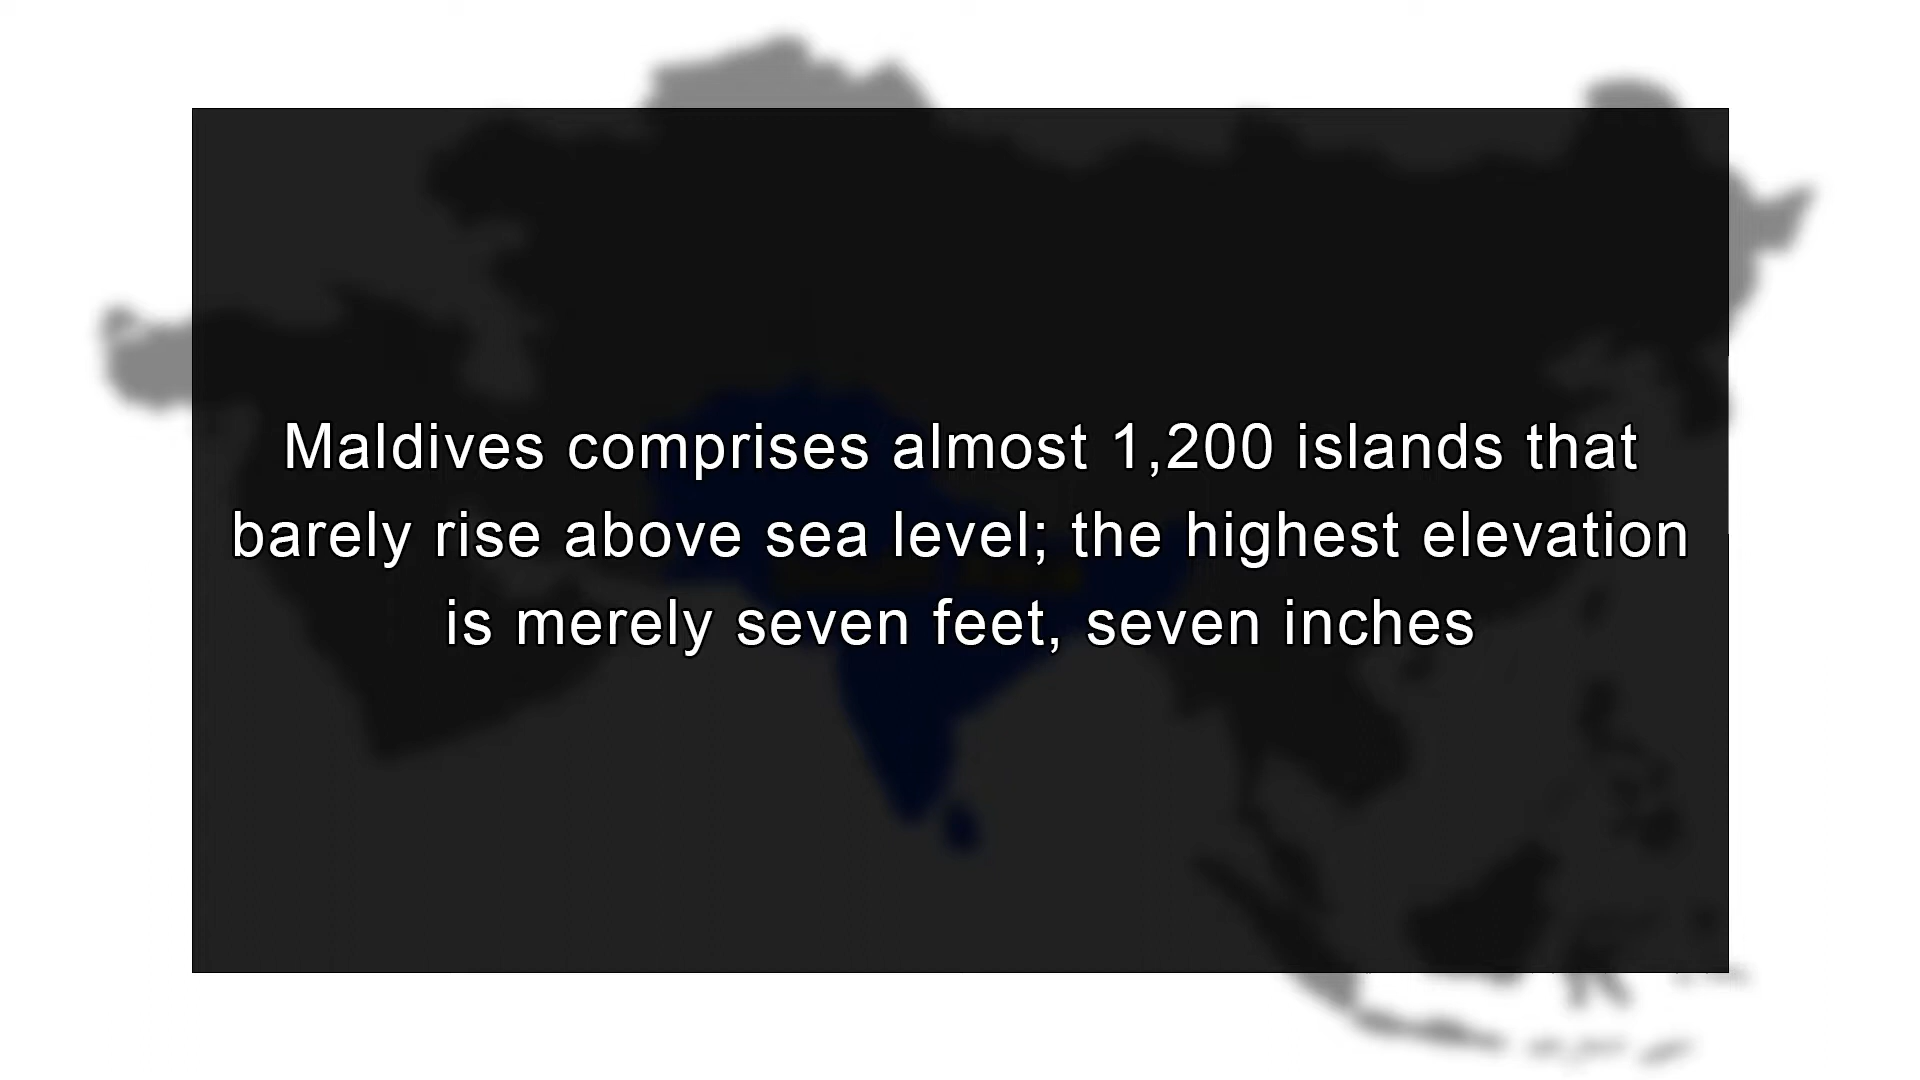 Maldives comprises almost 1,200 islands that
barely rise above sea level; the highest elevation
is merely seven feet, seven inches